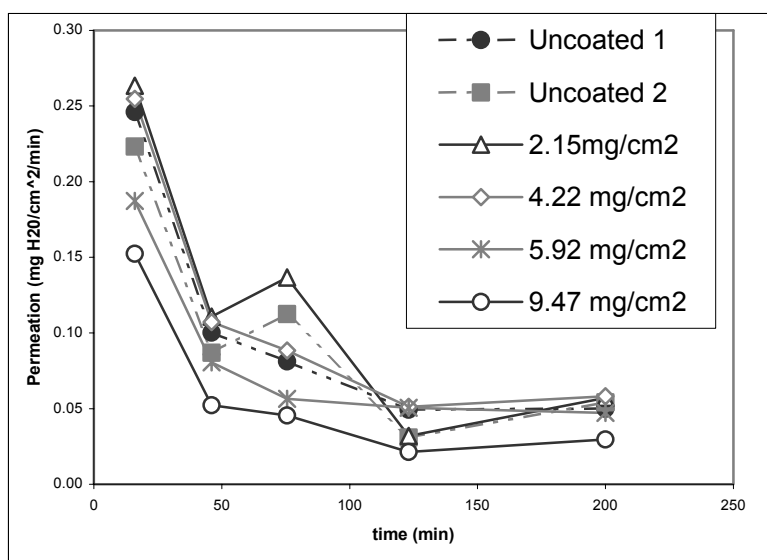 0.30
0.25
0.20
0.15
0.10
0.05
0.00
Permeation (mg H20/cm^2/min)
0 50 100 150 200 250
time (min)
Uncoated 1
Uncoated 2
2.15mg/cm2
4.22 mg/cm2
5.92 mg/cm2
9.47 mg/cm2